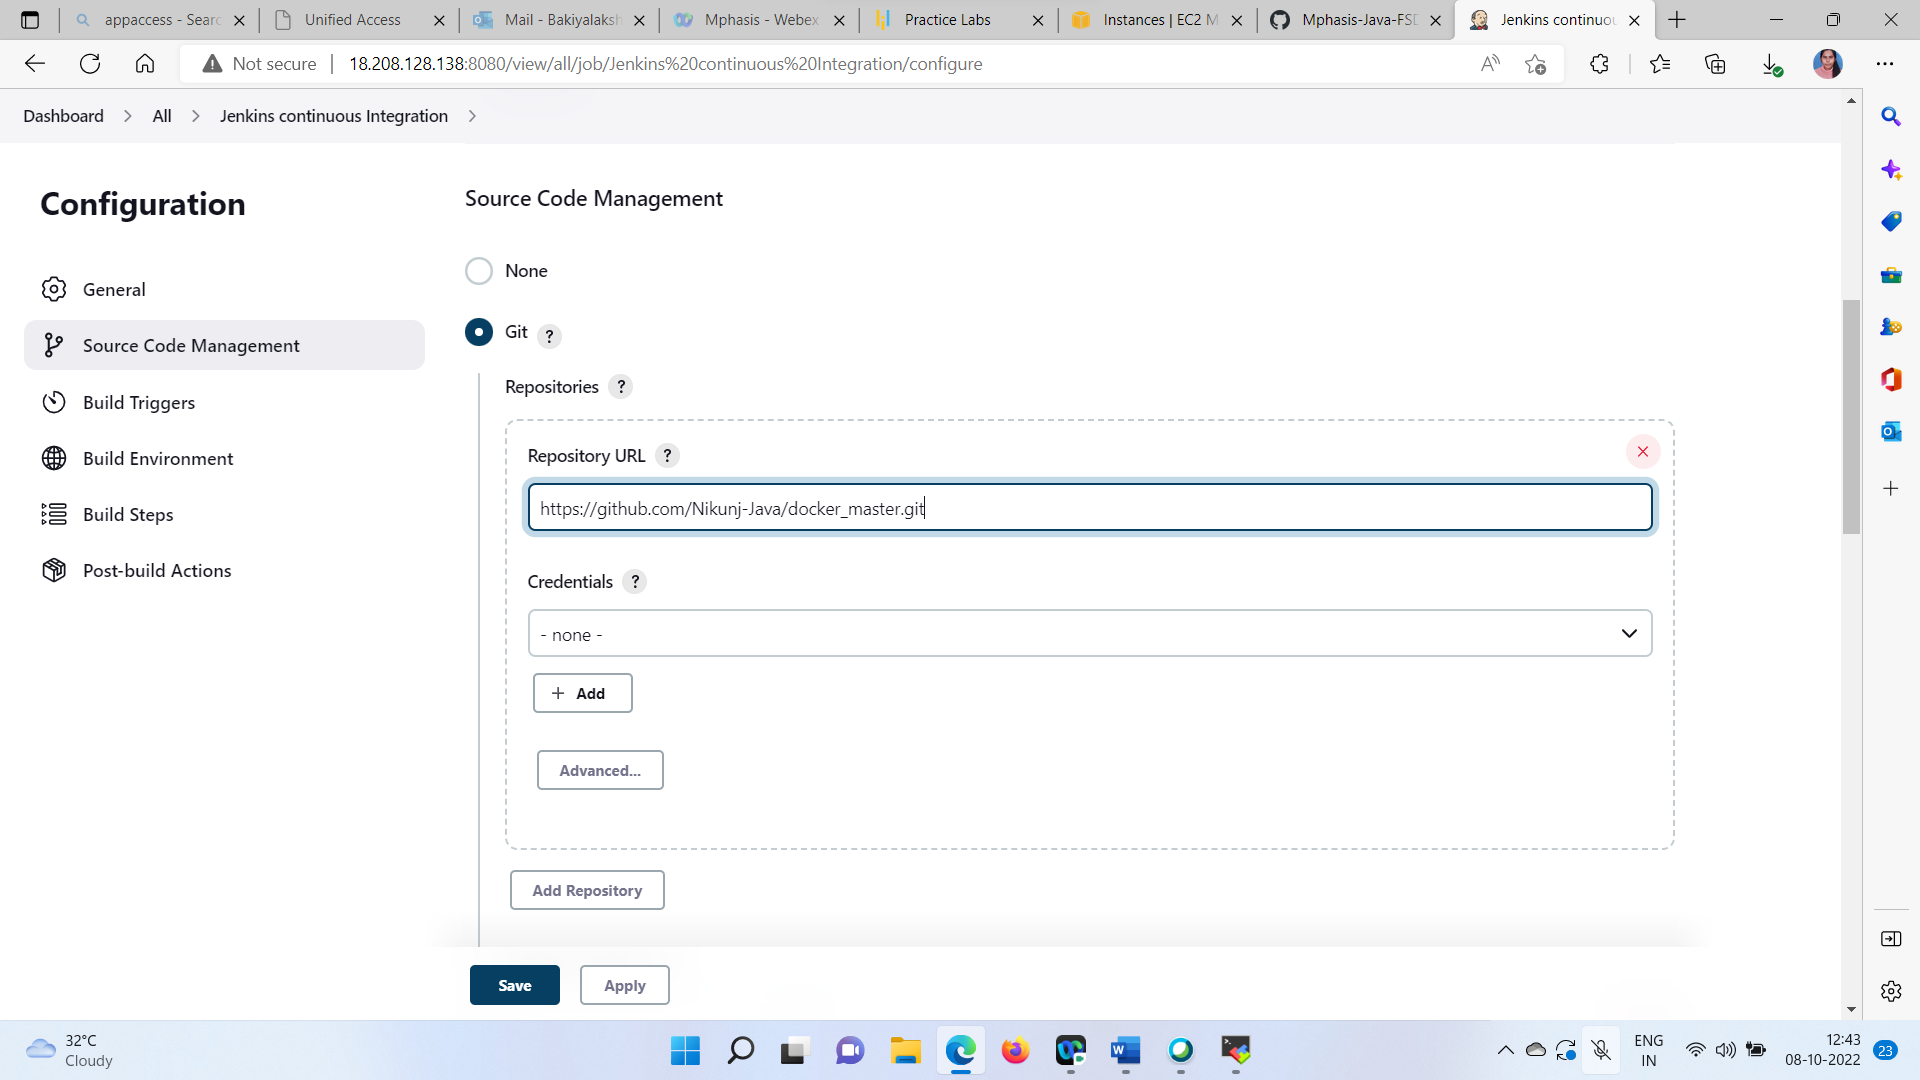 appaccess - Searc
Unified Access
Mail - Bakiyalaksh
Mphasis - Webex
Practice Labs
Instances | EC2 M
Mphasis-Java-FSD
Jenkins continuou
Not secure
18.208.128.138:8080/view/all/job/Jenkins%20continuous%20Integration/configure
Dashboard
All
Jenkins continuous Integration
Configuration
General
Source Code Management
Build Triggers
Build Environment
Build Steps
Post-build Actions
Source Code Management
None
Git ?
Repositories ?
Repository URL ?
https://github.com/Nikunj-Java/docker_master.git
Credentials ?
- none -
+ Add
Advanced...
Add Repository
Save
Apply
32°C
Cloudy
ENG
IN
12:43
08-10-2022
23